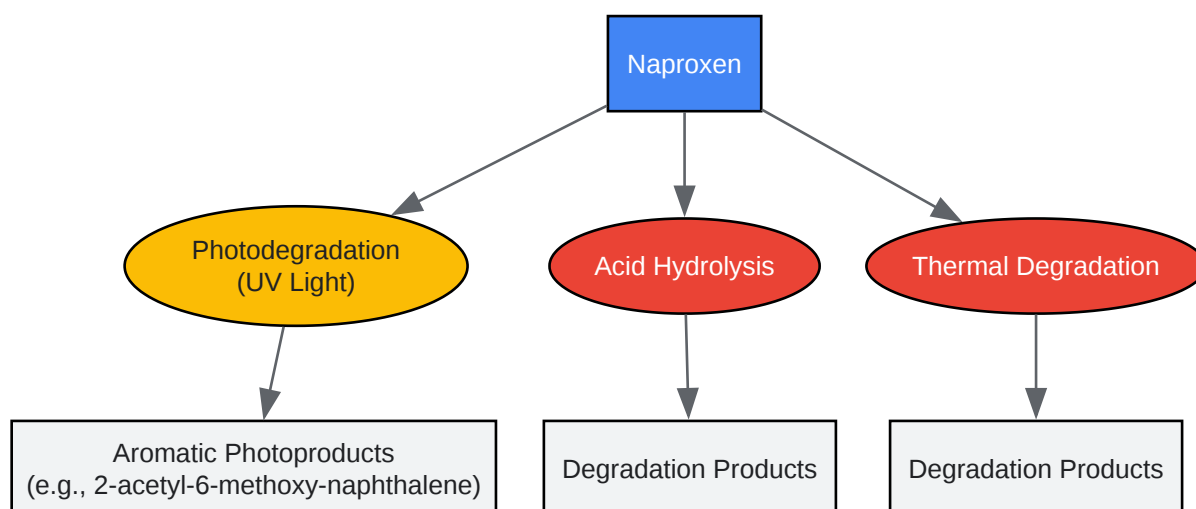 Naproxen
Photodegradation
(UV Light)
Acid Hydrolysis
Thermal Degradation
Aromatic Photoproducts
(e.g., 2-acetyl-6-methoxy-naphthalene)
Degradation Products
Degradation Products